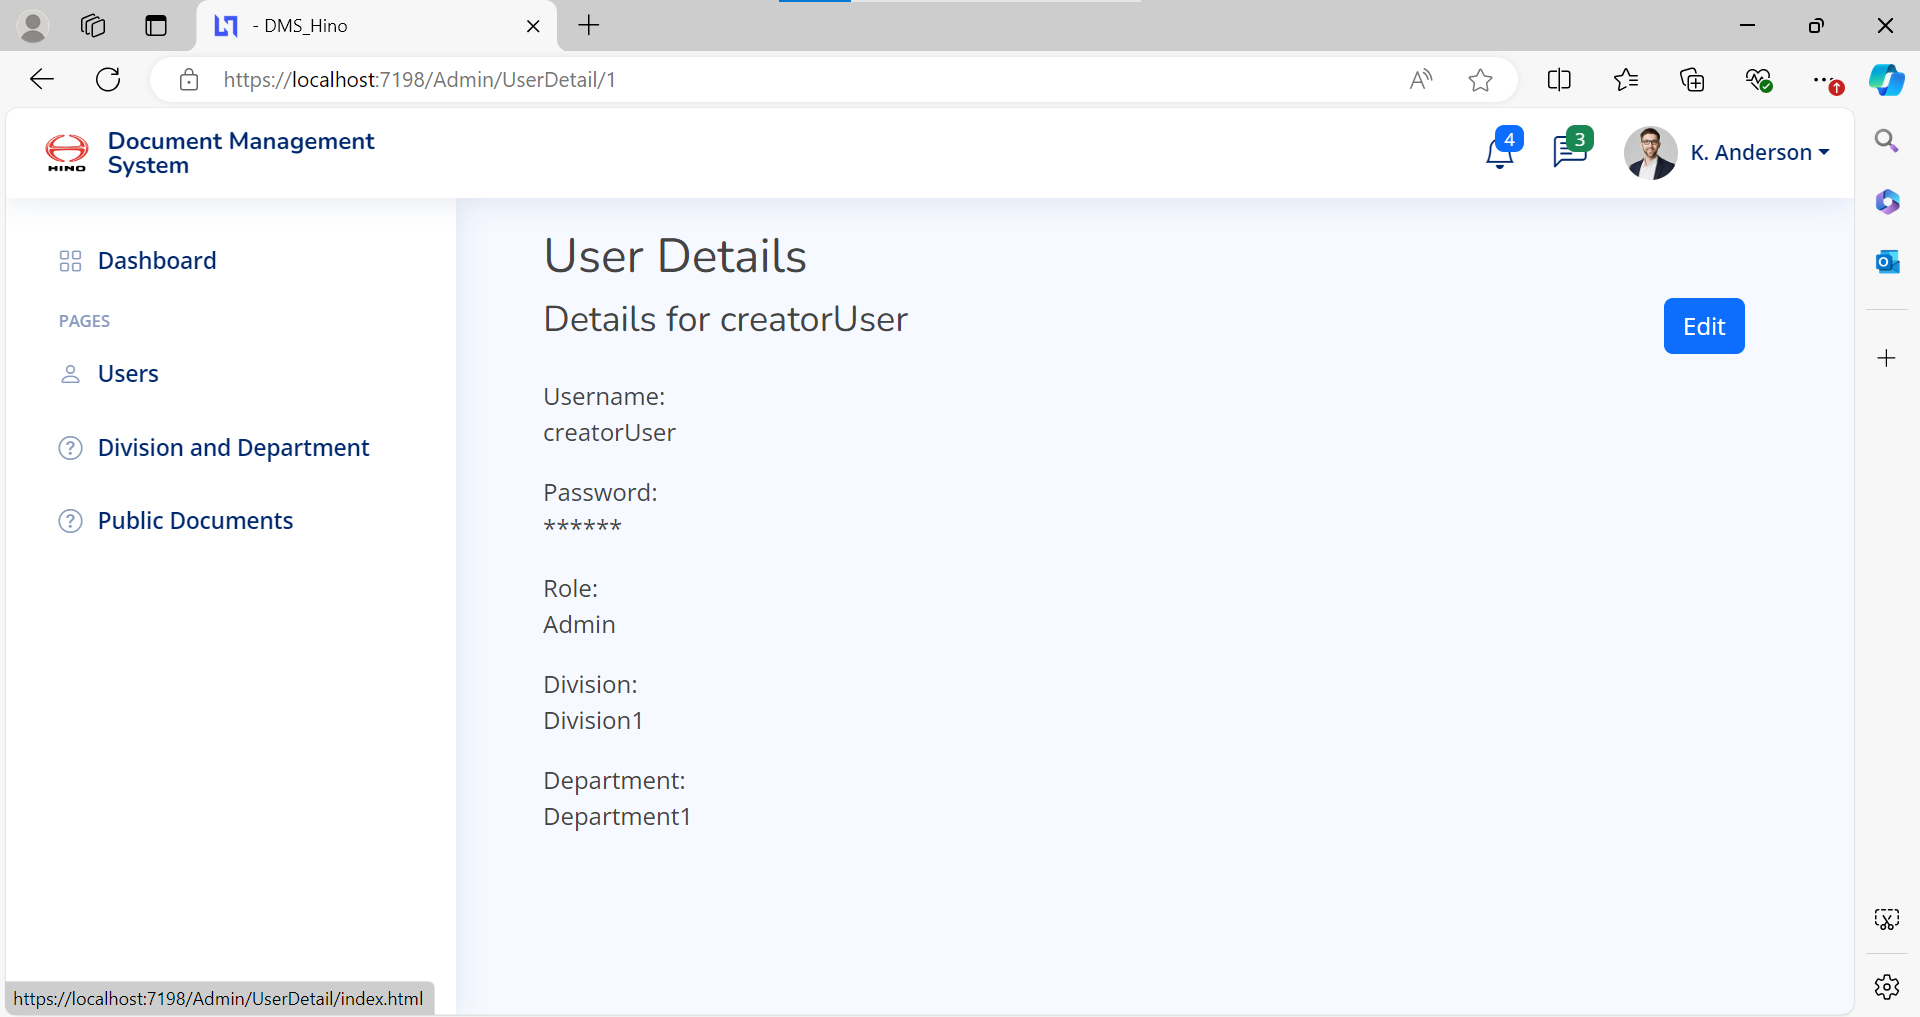 - DMS_Hino
https://localhost:7198/Admin/UserDetail/1
HINO
Document Management
System
4
3
K. Anderson
Dashboard
PAGES
Users
Division and Department
Public Documents
User Details
Details for creatorUser
Edit
Username:
creatorUser
Password:
******
Role:
Admin
Division:
Division1
Department:
Department1
https://localhost:7198/Admin/UserDetail/index.html